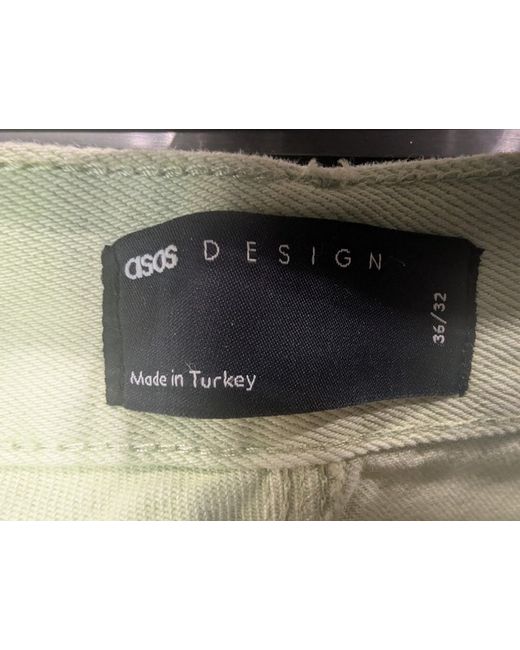 asos DESIGN
36/32
Made in Turkey